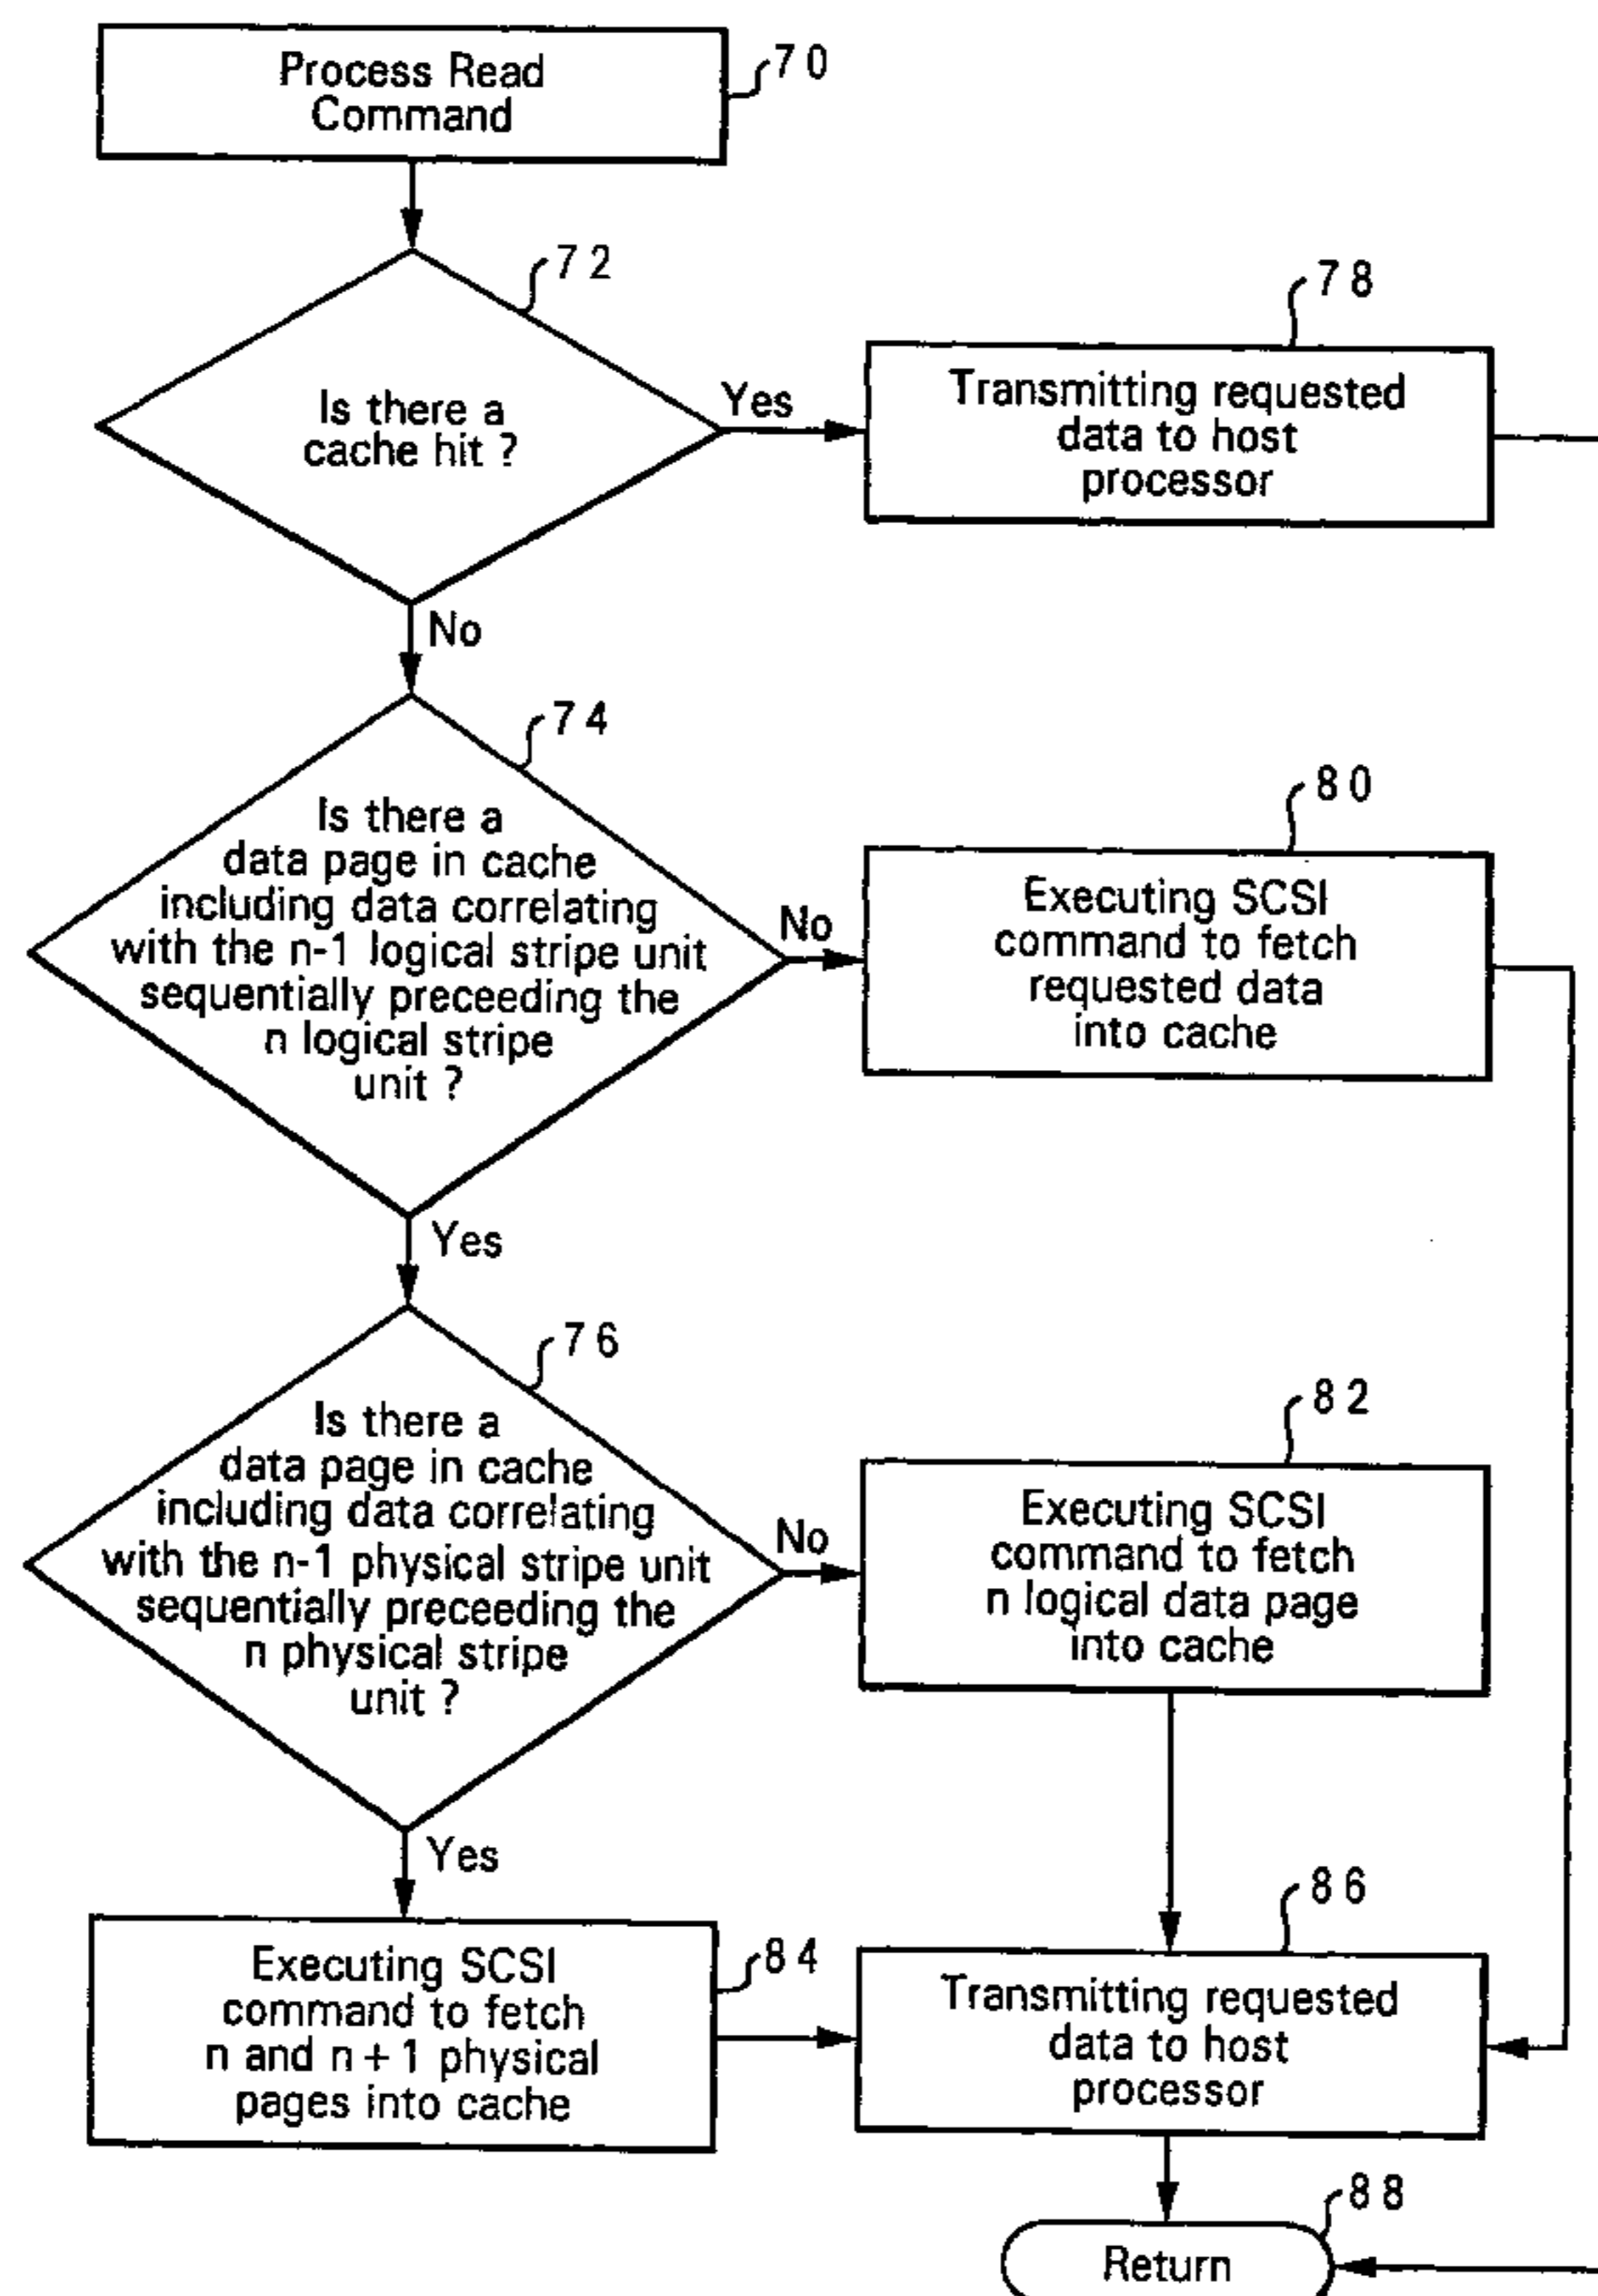 Process Read
Command
70
72
Is there a
cache hit ?
Yes
78
Transmitting requested
data to host
processor
No
74
Is there a
data page in cache
including data correlating
with the n-1 logical stripe unit
sequentially preceeding the
n logical stripe
unit ?
No
80
Executing SCSI
command to fetch
requested data
into cache
Yes
76
Is there a
data page in cache
including data correlating
with the n-1 physical stripe unit
sequentially preceeding the
n physical stripe
unit ?
No
82
Executing SCSI
command to fetch
n logical data page
into cache
Yes
Executing SCSI
command to fetch
n and n + 1 physical
pages into cache
84
86
Transmitting requested
data to host
processor
88
Return